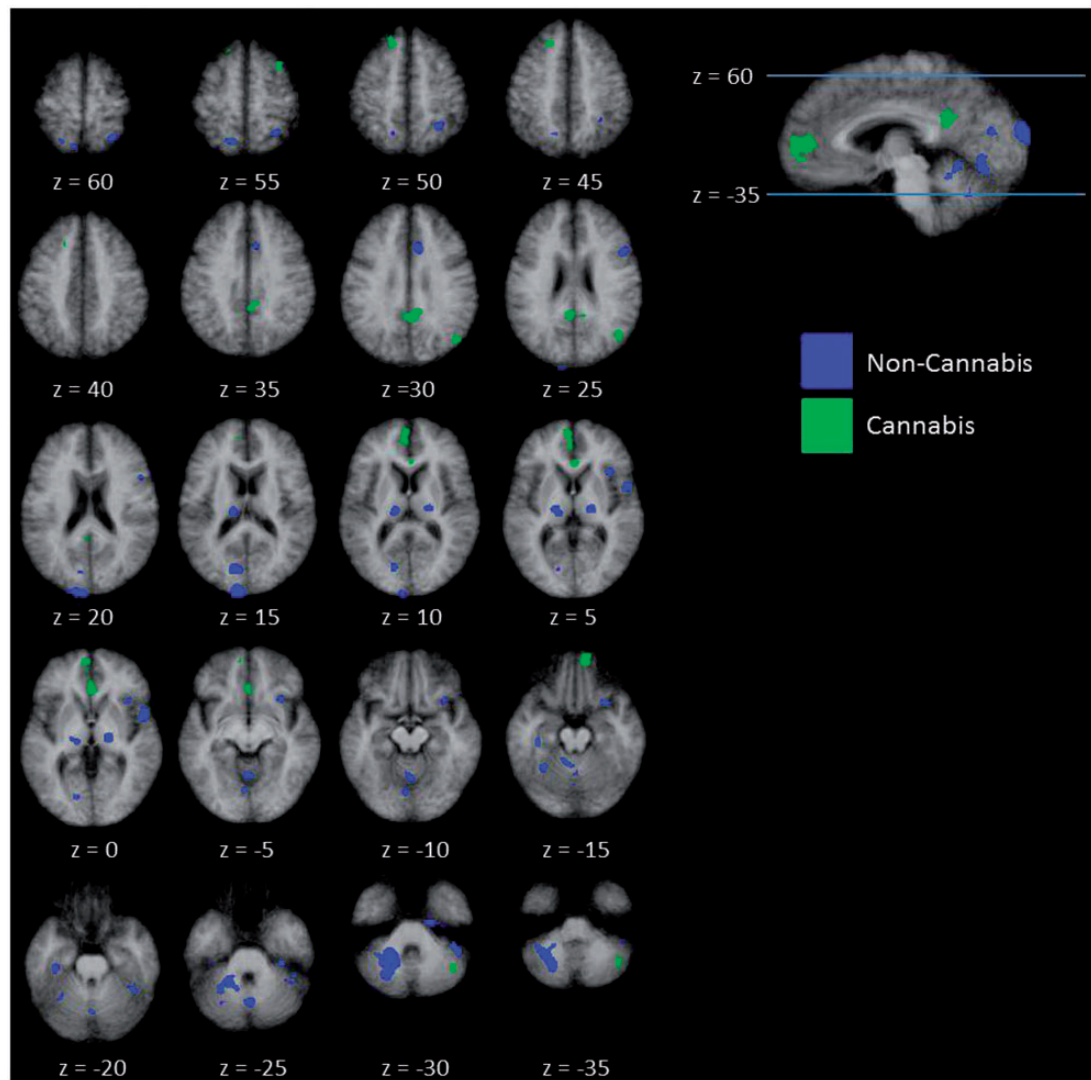 z = 60
z = 55
z = 50
z = 45
z = 60
z = -35
z = 40
z = 35
z =30
z = 25
Non-Cannabis
Cannabis
z = 20
z = 15
z = 10
z = 5
z = 0
z = -5
z = -10
z = -15
z = -20
z = -25
z = -30
z = -35